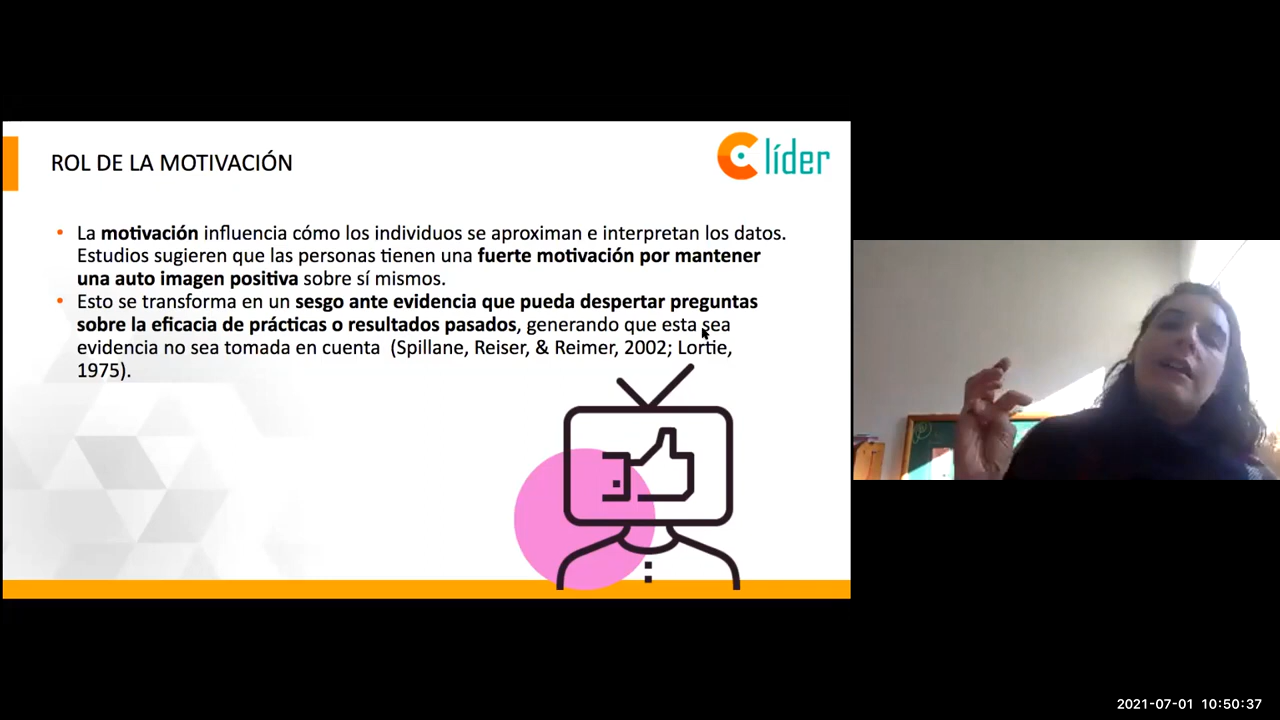 ROL DE LA MOTIVACIÓN
líder
• La motivación influencia cómo los individuos se aproximan e interpretan los datos.
Estudios sugieren que las personas tienen una fuerte motivación por mantener
una auto imagen positiva sobre sí mismos.
• Esto se transforma en un sesgo ante evidencia que pueda despertar preguntas
sobre la eficacia de prácticas o resultados pasados, generando que esta sea
evidencia no sea tomada en cuenta (Spillane, Reiser, & Reimer, 2002; Lortie,
1975).
2021-07-01 10:50:37